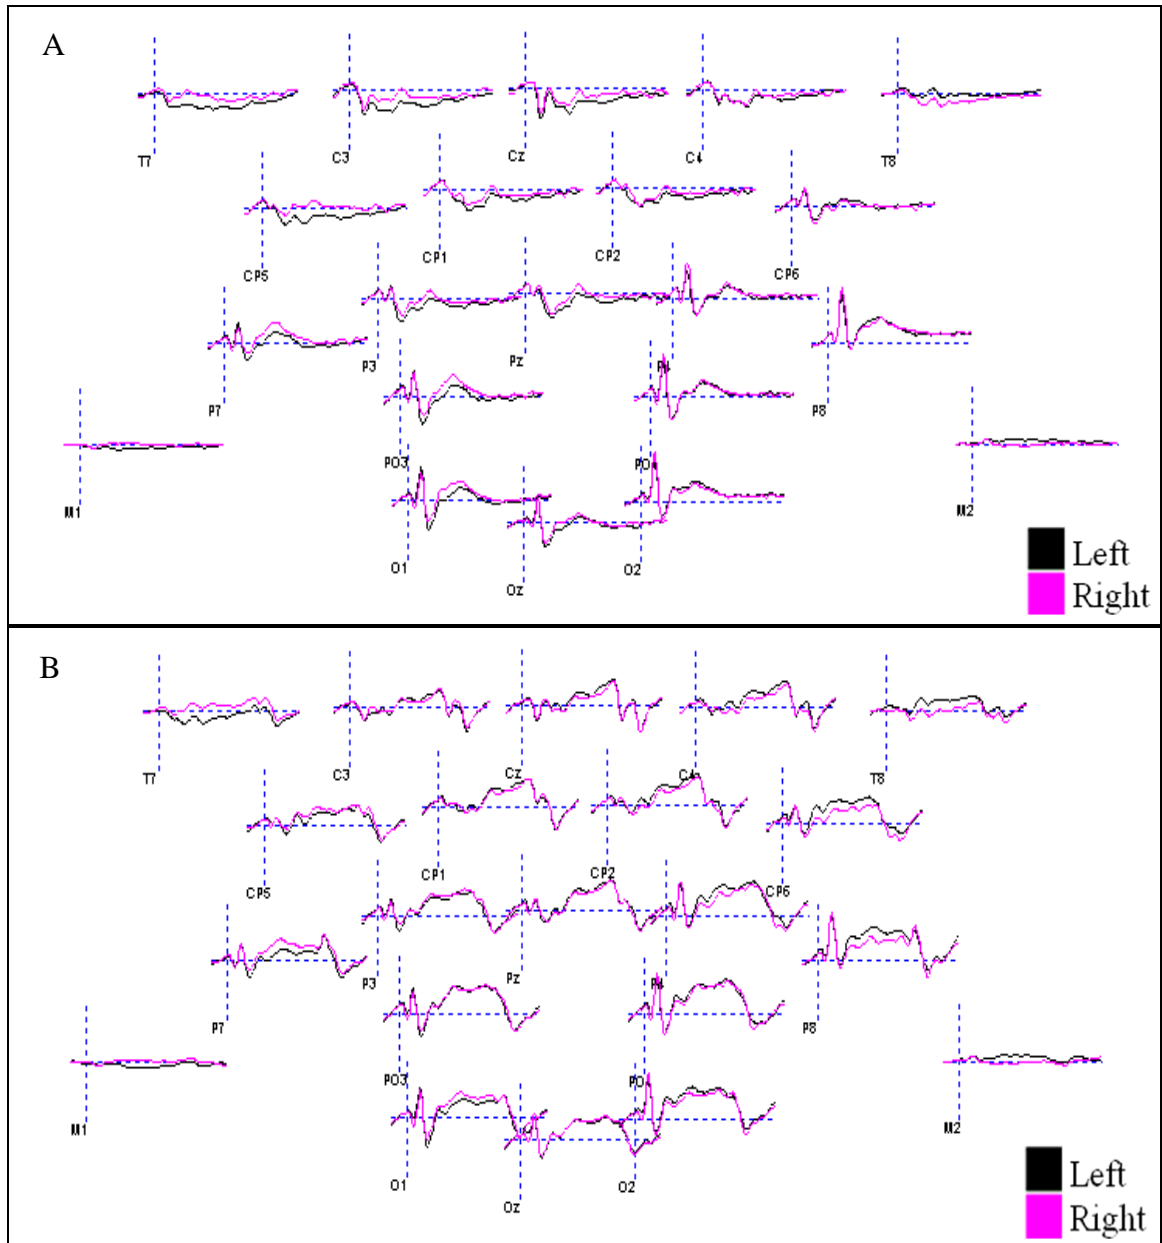 A
T7 C3 Cz C4 T8
CP5 CP1 CP2 CP6
P3 Pz P4
P7 P8
PO3 PO
M1 M2
O1 Oz O2
Left
Right
B
T7 C3 Cz C4 T8
CP5 CP1 CP2 CP6
P3 Pz P4
P7 P8
PO3 PO
M1 M2
O1 Oz O2
Left
Right